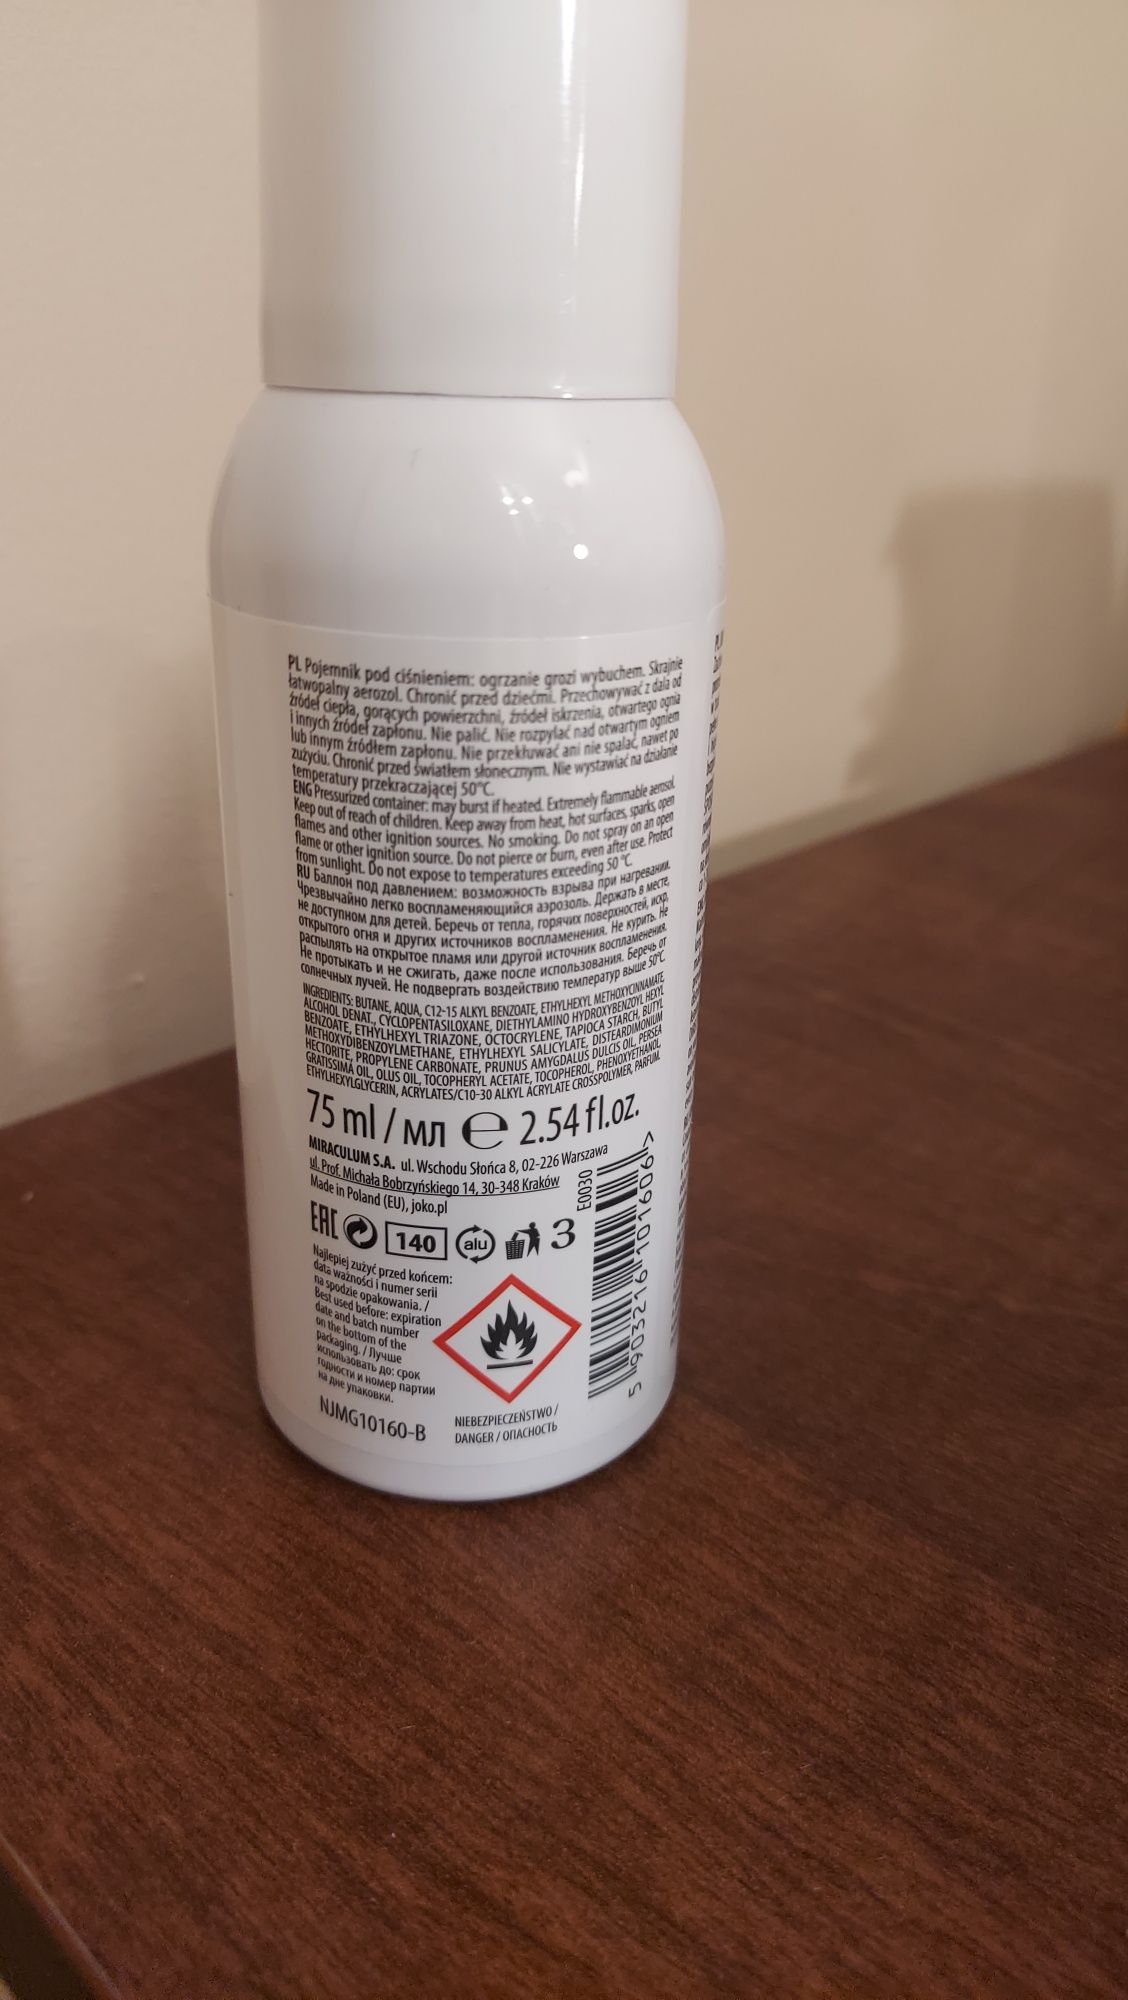 PL Pojemnik pod ciśnieniem: ogrzanie grozi wybuchem. Skrajnie
łatwopalny aerozol. Chronić przed dziećmi. Przechowywać z dala od
źródeł ciepła, gorących powierzchni, źródeł iskrzenia, otwartego ognia
i innych źródeł zapłonu. Nie palić. Nie rozpylać nad otwartym ogniem
lub innym źródłem zapłonu. Nie przekłuwać ani nie spalać, nawet po
zużyciu. Chronić przed światłem słonecznym. Nie wystawiać na działanie
temperatury przekraczającej 50°C.
ENG Pressurized container: may burst if heated. Extremely flammable aerosol.
Keep out of reach of children. Keep away from heat, hot surfaces, sparks, open
flames and other ignition sources. No smoking. Do not spray on an open
flame or other ignition source. Do not pierce or burn, even after use. Protect
from sunlight. Do not expose to temperatures exceeding 50 °C.
RU Баллон под давлением: возможность взрыва при нагревании.
Чрезвычайно легко воспламеняющийся аэрозоль. Держать в месте,
не доступном для детей. Беречь от тепла, горячих поверхностей, искр,
открытого огня и других источников воспламенения. Не курить. Не
распылять на открытое пламя или другой источник воспламенения.
Не протыкать и не сжигать, даже после использования. Беречь от
солнечных лучей. Не подвергать воздействию температур выше 50°C.
INGREDIENTS: BUTANE, AQUA, C12-15 ALKYL BENZOATE, ETHYLHEXYL METHOXYCINNAMATE,
ALCOHOL DENAT., CYCLOPENTASILOXANE, DIETHYLAMINO HYDROXYBENZOYL HEXYL
BENZOATE, ETHYLHEXYL TRIAZONE, OCTOCRYLENE, TAPIOCA STARCH, BUTYL
METHOXYDIBENZOYLMETHANE, ETHYLHEXYL SALICYLATE, DISTEARDIMONIUM
HECTORITE, PROPYLENE CARBONATE, PRUNUS AMYGDALUS DULCIS OIL, PERSEA
GRATISSIMA OIL, OLUS OIL, TOCOPHERYL ACETATE, TOCOPHEROL, PHENOXYETHANOL,
ETHYLHEXYLGLYCERIN, ACRYLATES/C10-30 ALKYL ACRYLATE CROSSPOLYMER, PARFUM.
75 ml / мл ℮ 2.54 fl.oz.
MIRACULUM S.A. ul. Wschodu Słońca 8, 02-226 Warszawa
ul. Prof. Michała Bobrzyńskiego 14, 30-348 Kraków
Made in Poland (EU), joko.pl
EAC 140 alu 3
E0030
5 903216 101606 >
Najlepiej zużyć przed końcem:
data ważności i numer serii
na spodzie opakowania. /
Best used before: expiration
date and batch number
on the bottom of the
packaging. / Лучше
использовать до: срок
годности и номер партии
на дне упаковки.
NJMG10160-B
NIEBEZPIECZEŃSTWO /
DANGER / ОПАСНОСТЬ